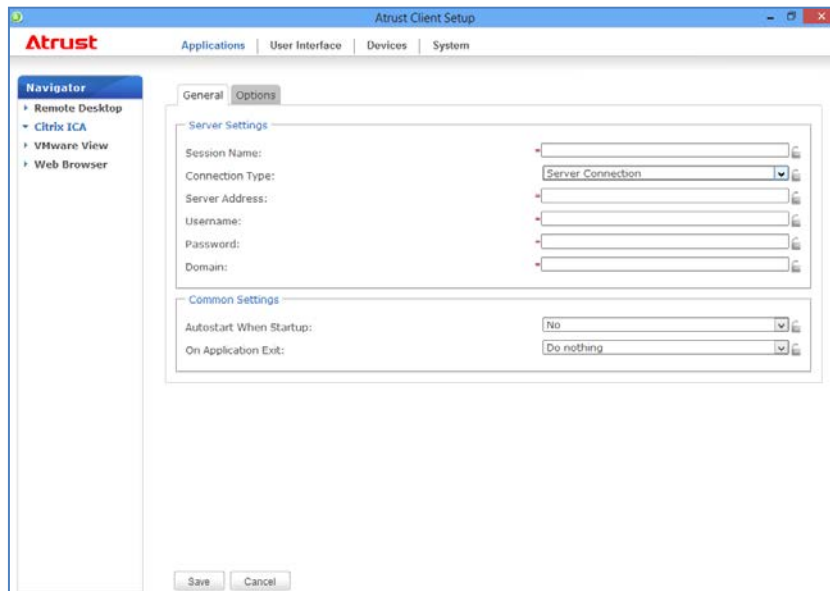 Atrust Client Setup
Atrust
Applications User Interface Devices System
Navigator
Remote Desktop
Citrix ICA
VMware View
Web Browser
General Options
Server Settings
Session Name: *
Connection Type: Server Connection
Server Address: *
Username: *
Password: *
Domain: *
Common Settings
Autostart When Startup: No
On Application Exit: Do nothing
Save Cancel